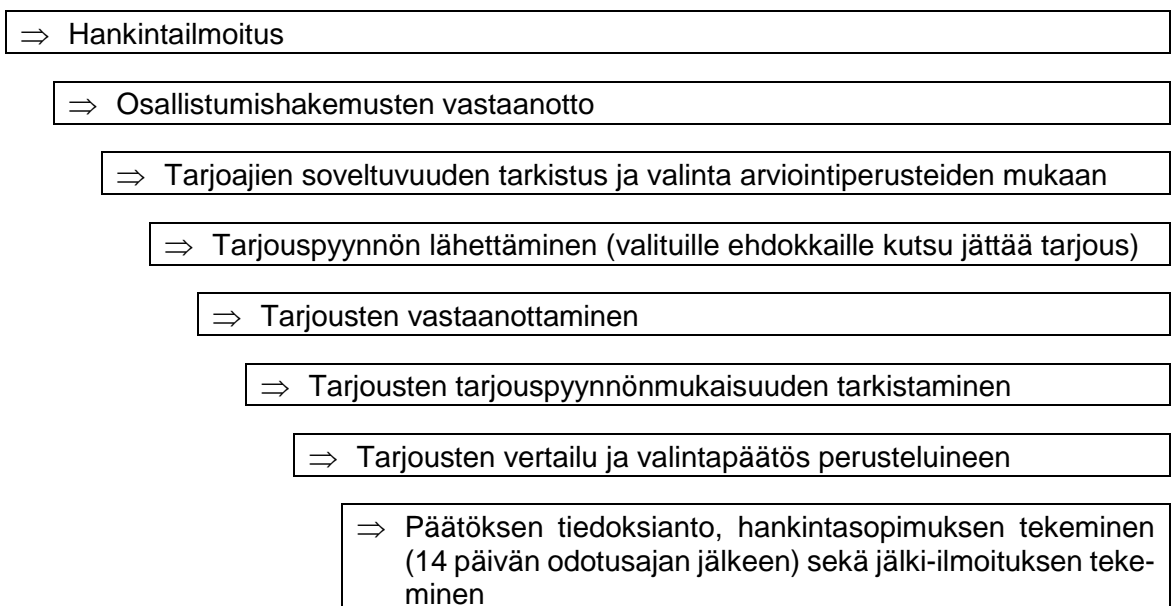 ⇒ Hankintailmoitus
⇒ Osallistumishakemusten vastaanotto
⇒ Tarjoajien soveltuvuuden tarkistus ja valinta arviointiperusteiden mukaan
⇒ Tarjouspyynnön lähettäminen (valituille ehdokkaille kutsu jättää tarjous)
⇒ Tarjousten vastaanottaminen
⇒ Tarjousten tarjouspyynnönmukaisuuden tarkistaminen
⇒ Tarjousten vertailu ja valintapäätös perusteluineen
⇒ Päätöksen tiedoksianto, hankintasopimuksen tekeminen
(14 päivän odotusajan jälkeen) sekä jälki-ilmoituksen teke-
minen